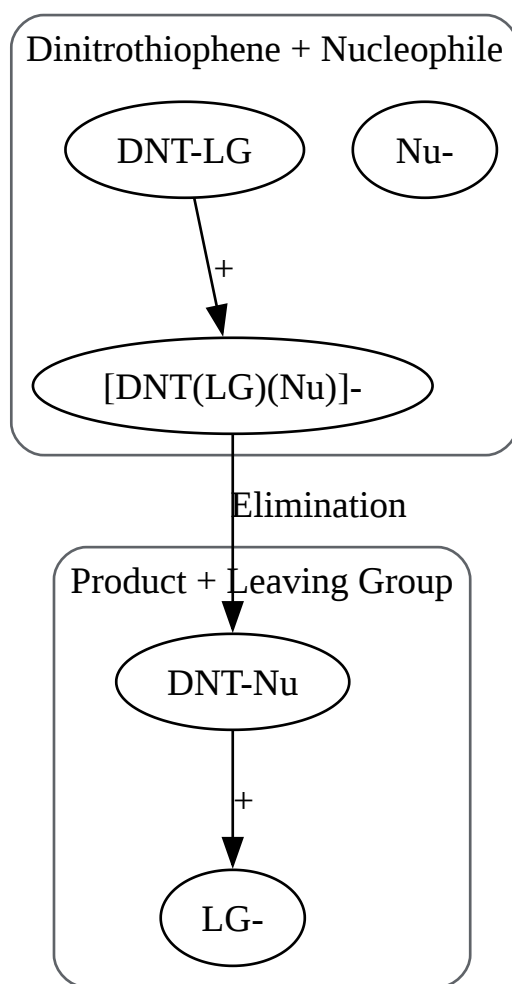 Dinitrothiophene + Nucleophile
DNT-LG
Nu-
+
[DNT(LG)(Nu)]-
Elimination
Product + Leaving Group
DNT-Nu
+
LG-